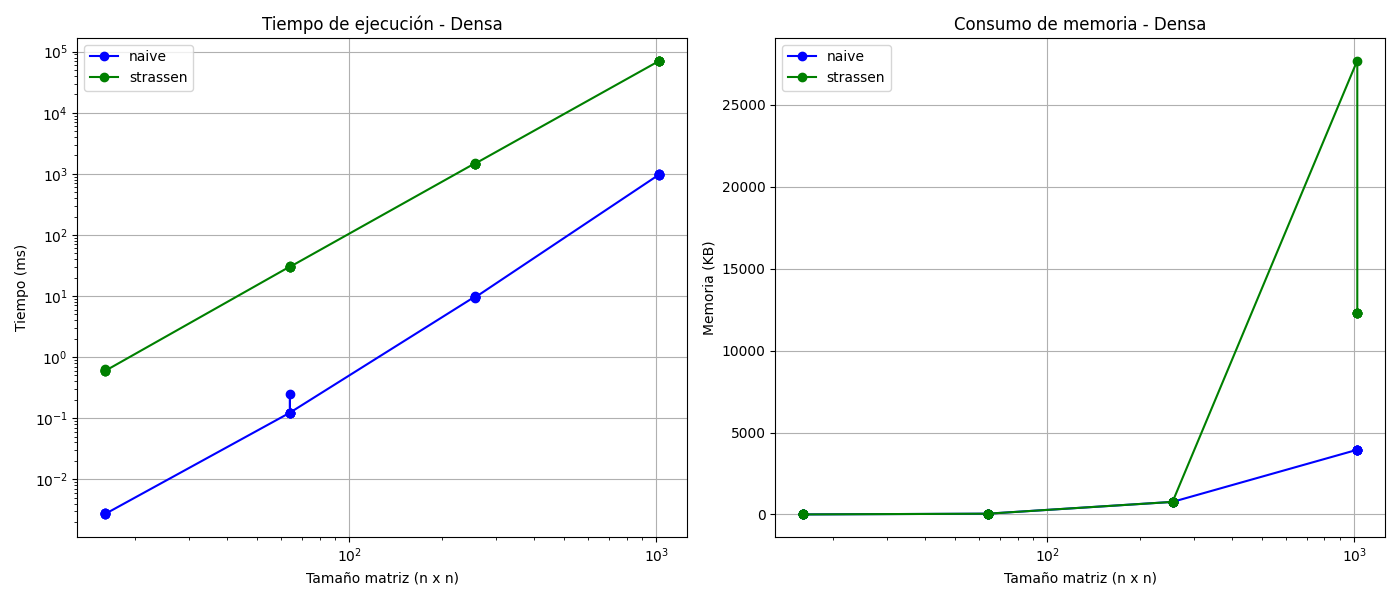 Tiempo de ejecución - Densa
naive
strassen
10^5
10^4
10^3
10^2
10^1
10^0
10^-1
10^-2
Tiempo (ms)
10^2
10^3
Tamaño matriz (n x n)
Consumo de memoria - Densa
naive
strassen
25000
20000
15000
10000
5000
0
Memoria (KB)
10^2
10^3
Tamaño matriz (n x n)